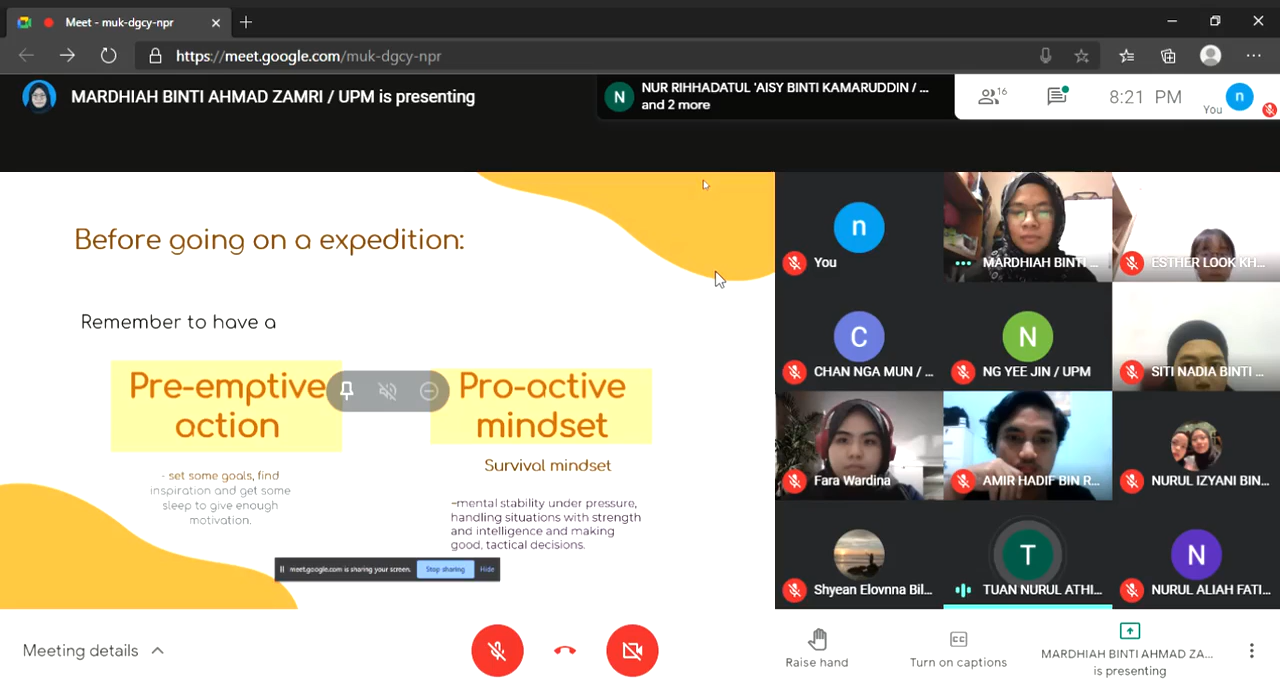 Meet - muk-dgcy-npr
https://meet.google.com/muk-dgcy-npr
MARDHIAH BINTI AHMAD ZAMRI / UPM is presenting
N
NUR RIHHADATUL 'AISY BINTI KAMARUDDIN / ...
and 2 more
16
8:21 PM
You
n
Before going on a expedition:
Remember to have a
Pre-emptive
action
- set some goals, find
inspiration and get some
sleep to give enough
motivation.
Pro-active
mindset
Survival mindset
-mental stability under pressure,
handling situations with strength
and intelligence and making
good, tactical decisions.
meet.google.com is sharing your screen.
Stop sharing
Hide
n
You
MARDHIAH BINTI ...
ESTHER LOOK KH...
C
CHAN NGA MUN / ...
N
NG YEE JIN / UPM
SITI NADIA BINTI ...
Fara Wardina
AMIR HADIF BIN R...
NURUL IZYANI BIN...
Shyean Elovnna Bil...
T
TUAN NURUL ATHI...
N
NURUL ALIAH FATI...
Meeting details
Raise hand
CC
Turn on captions
MARDHIAH BINTI AHMAD ZA...
is presenting